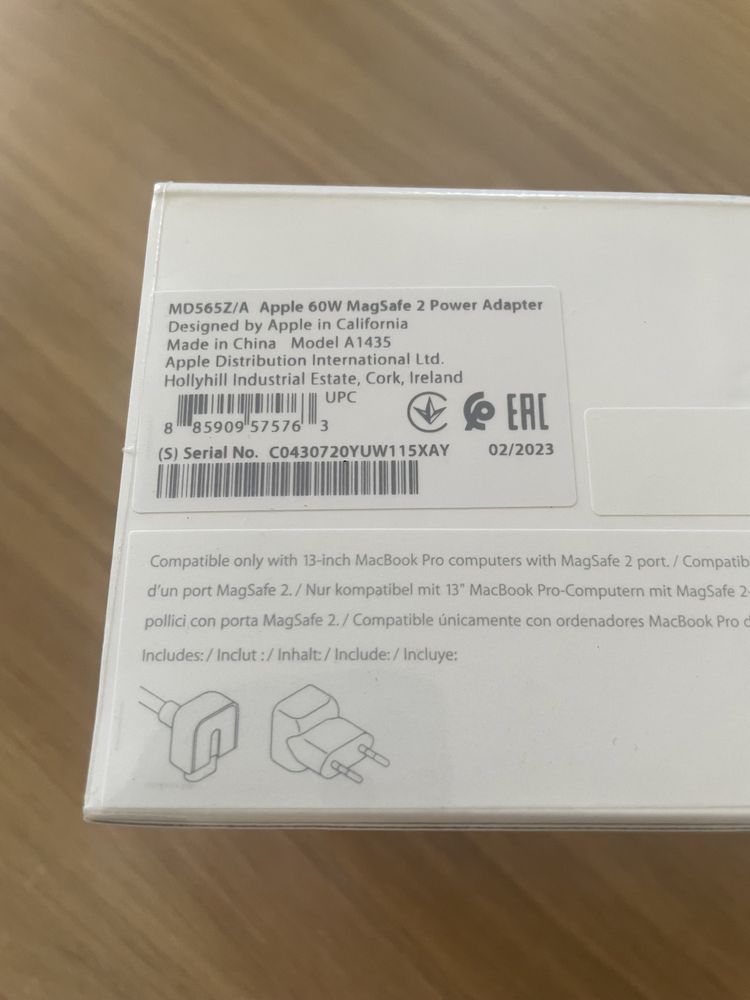 MD565Z/A Apple 60W MagSafe 2 Power Adapter
Designed by Apple in California
Made in China Model A1435
Apple Distribution International Ltd.
Hollyhill Industrial Estate, Cork, Ireland
UPC
8 85909 57576 3
EAC
(S) Serial No. C0430720YUW115XAY 02/2023
Compatible only with 13-inch MacBook Pro computers with MagSafe 2 port. / Compatib
d'un port MagSafe 2. / Nur kompatibel mit 13" MacBook Pro-Computern mit MagSafe 2-
pollici con porta MagSafe 2. / Compatible únicamente con ordenadores MacBook Pro d
Includes: / Inclut : / Inhalt: / Include: / Incluye: